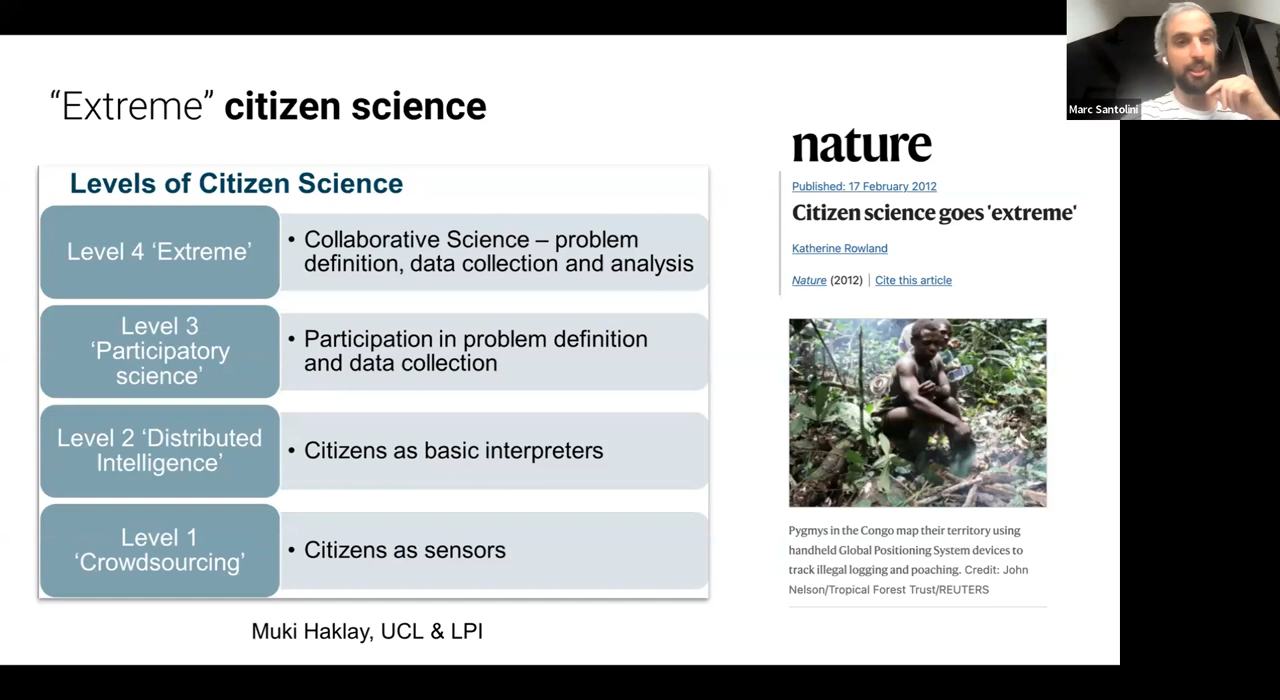 “Extreme” citizen science
Levels of Citizen Science
Level 4 ‘Extreme’
• Collaborative Science – problem
definition, data collection and analysis
Level 3
‘Participatory
science’
• Participation in problem definition
and data collection
Level 2 ‘Distributed
Intelligence’
• Citizens as basic interpreters
Level 1
‘Crowdsourcing’
• Citizens as sensors
Muki Haklay, UCL & LPI
nature
Published: 17 February 2012
Citizen science goes 'extreme'
Katherine Rowland
Nature (2012) | Cite this article
Pygmys in the Congo map their territory using
handheld Global Positioning System devices to
track illegal logging and poaching. Credit: John
Nelson/Tropical Forest Trust/REUTERS
Marc Santolini